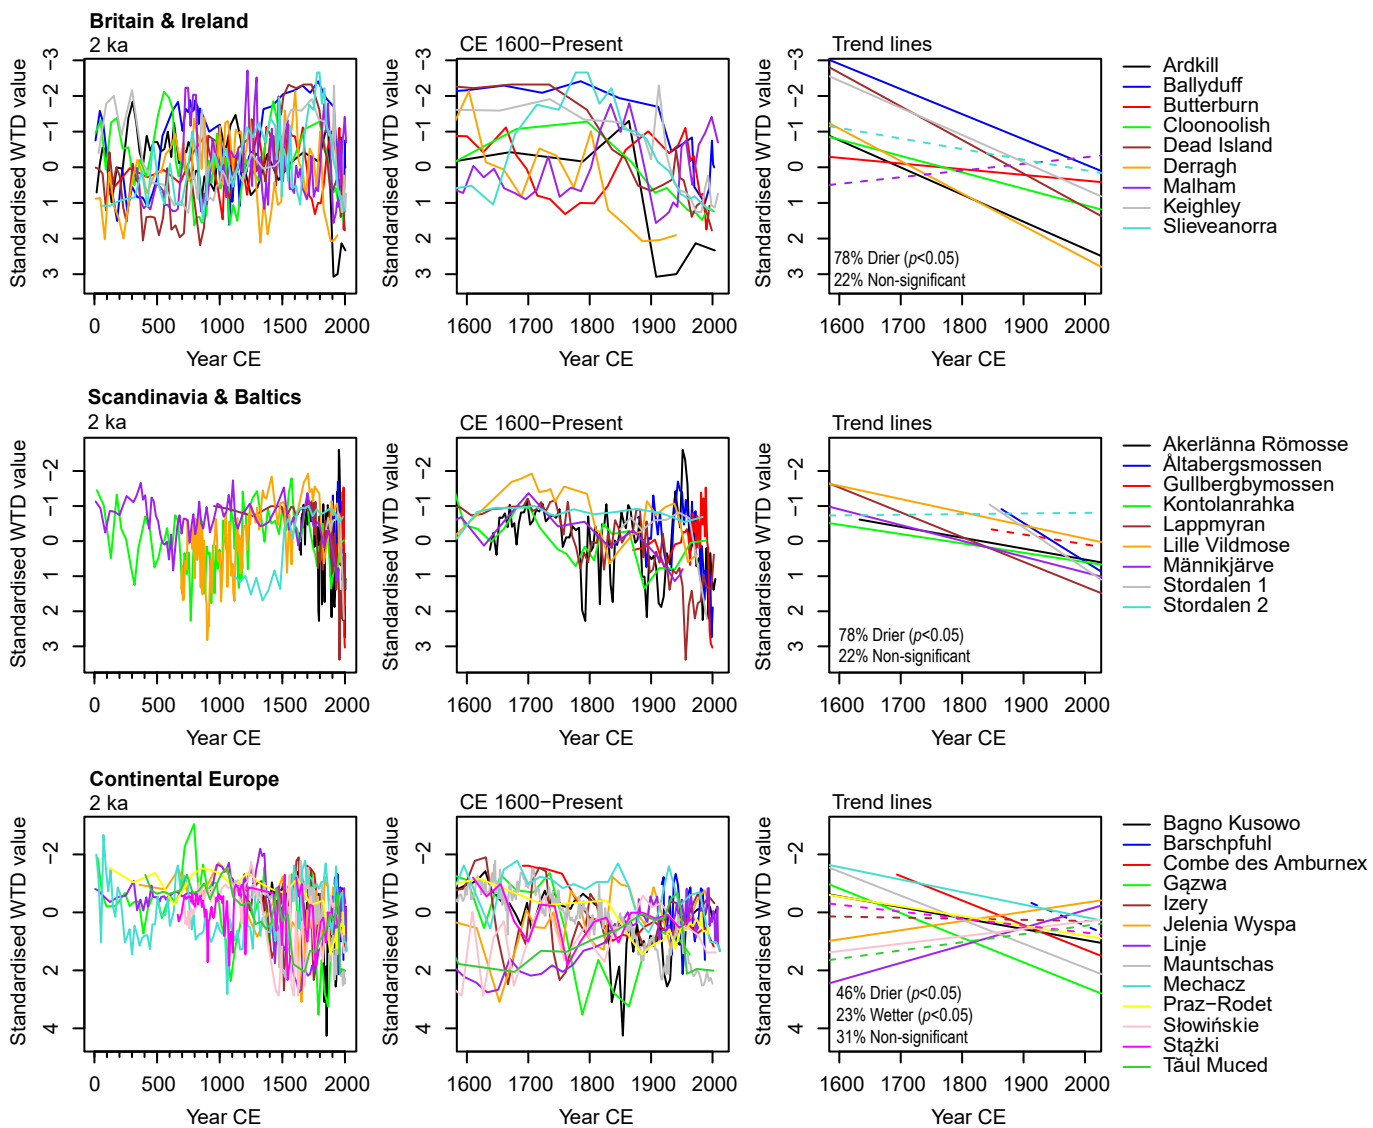 Britain & Ireland
2 ka
CE 1600−Present
Trend lines
Standardised WTD value
−3
−2
−1
0
1
2
3
0 500 1000 1500 2000
Year CE
Standardised WTD value
−3
−2
−1
0
1
2
3
1600 1700 1800 1900 2000
Year CE
Standardised WTD value
−3
−2
−1
0
1
2
3
78% Drier (p<0.05)
22% Non-significant
1600 1700 1800 1900 2000
Year CE
Ardkill
Ballyduff
Butterburn
Cloonoolish
Dead Island
Derragh
Malham
Keighley
Slieveanorra
Scandinavia & Baltics
2 ka
CE 1600−Present
Trend lines
Standardised WTD value
−2
−1
0
1
2
3
0 500 1000 1500 2000
Year CE
Standardised WTD value
−2
−1
0
1
2
3
1600 1700 1800 1900 2000
Year CE
Standardised WTD value
−2
−1
0
1
2
3
78% Drier (p<0.05)
22% Non-significant
1600 1700 1800 1900 2000
Year CE
Akerlänna Römosse
Åltabergsmossen
Gullbergbymossen
Kontolanrahka
Lappmyran
Lille Vildmose
Männikjärve
Stordalen 1
Stordalen 2
Continental Europe
2 ka
CE 1600−Present
Trend lines
Standardised WTD value
−2
0
2
4
0 500 1000 1500 2000
Year CE
Standardised WTD value
−2
0
2
4
1600 1700 1800 1900 2000
Year CE
Standardised WTD value
−2
0
2
4
46% Drier (p<0.05)
23% Wetter (p<0.05)
31% Non-significant
1600 1700 1800 1900 2000
Year CE
Bagno Kusowo
Barschpfuhl
Combe des Amburnex
Gązwa
Izery
Jelenia Wyspa
Linje
Mauntschas
Mechacz
Praz−Rodet
Słowińskie
Stążki
Tăul Muced